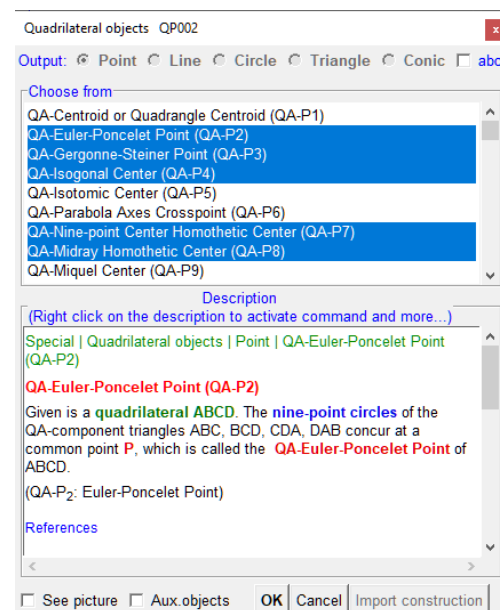 Quadrilateral objects   QP002
x
Output: Point Line Circle Triangle Conic abc
Choose from
QA-Centroid or Quadrangle Centroid (QA-P1)
QA-Euler-Poncelet Point (QA-P2)
QA-Gergonne-Steiner Point (QA-P3)
QA-Isogonal Center (QA-P4)
QA-Isotomic Center (QA-P5)
QA-Parabola Axes Crosspoint (QA-P6)
QA-Nine-point Center Homothetic Center (QA-P7)
QA-Midray Homothetic Center (QA-P8)
QA-Miquel Center (QA-P9)
Description
(Right click on the description to activate command and more...)
Special | Quadrilateral objects | Point | QA-Euler-Poncelet Point
(QA-P2)
QA-Euler-Poncelet Point (QA-P2)
Given is a quadrilateral ABCD. The nine-point circles of the
QA-component triangles ABC, BCD, CDA, DAB concur at a
common point P, which is called the QA-Euler-Poncelet Point of
ABCD.
(QA-P₂: Euler-Poncelet Point)
References
See picture Aux.objects OK Cancel Import construction